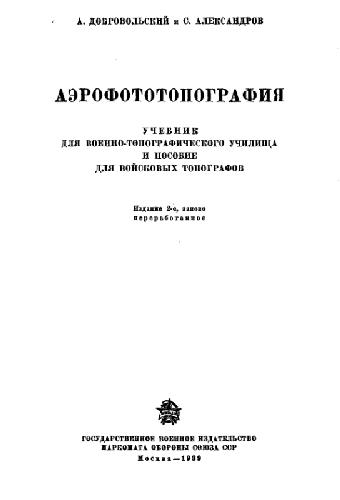 А. ДОБРОВОЛЬСКИЙ и С. АЛЕКСАНДРОВ
АЭРОФОТОТОПОГРАФИЯ
УЧЕБНИК
ДЛЯ ВОЕННО-ТОПОГРАФИЧЕСКОГО УЧИЛИЩА
И ПОСОБИЕ
ДЛЯ ВОЙСКОВЫХ ТОПОГРАФОВ
Издание 2-е, заново
переработанное
ГОСУДАРСТВЕННОЕ ВОЕННОЕ ИЗДАТЕЛЬСТВО
НАРКОМАТА ОБОРОНЫ СОЮЗА ССР
Москва — 1939